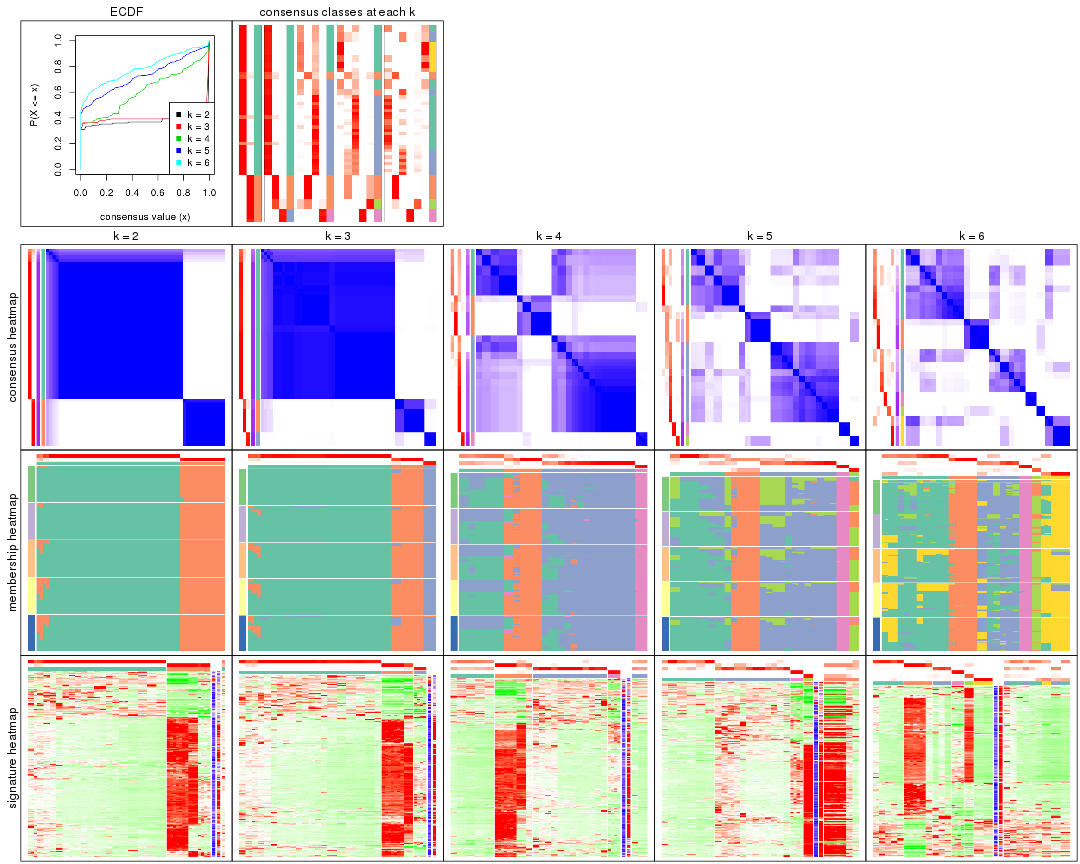 ECDF
consensus classes at each k
P(X <= x)
1.0
0.8
0.6
0.4
0.2
0.0
k = 2
k = 3
k = 4
k = 5
k = 6
0.0 0.2 0.4 0.6 0.8 1.0
consensus value (x)
k = 2
k = 3
k = 4
k = 5
k = 6
consensus heatmap
membership heatmap
signature heatmap